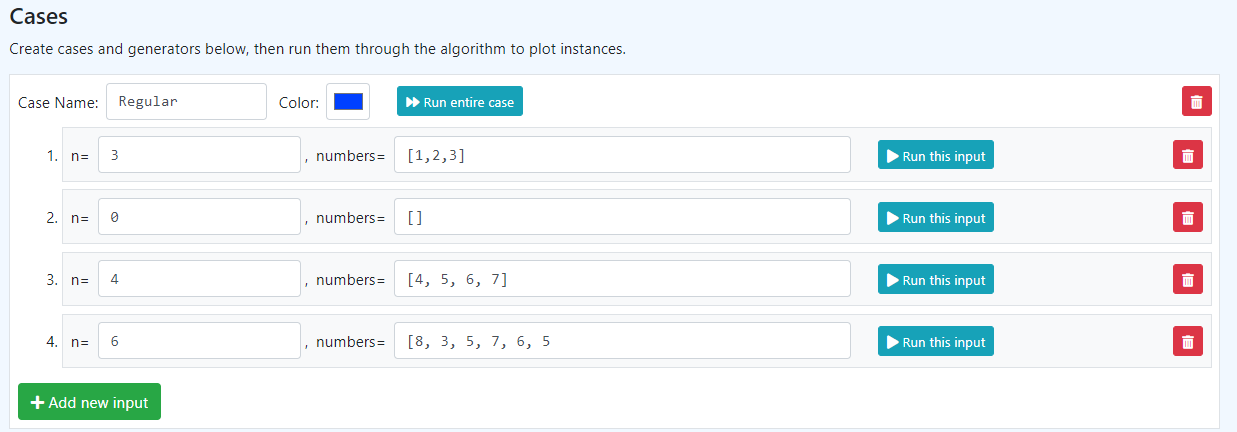 Cases
Create cases and generators below, then run them through the algorithm to plot instances.
Case Name: Regular Color: Run entire case
1. n= 3 , numbers= [1,2,3] Run this input
2. n= 0 , numbers= [] Run this input
3. n= 4 , numbers= [4, 5, 6, 7] Run this input
4. n= 6 , numbers= [8, 3, 5, 7, 6, 5 Run this input
+ Add new input